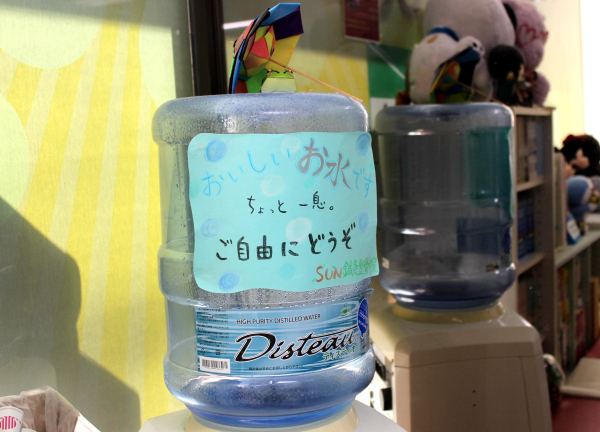 おいしいお水です
ちょっと一息。
ご自由にどうぞ
SUN
HIGH PURITY DISTILLED WATER
Disteau